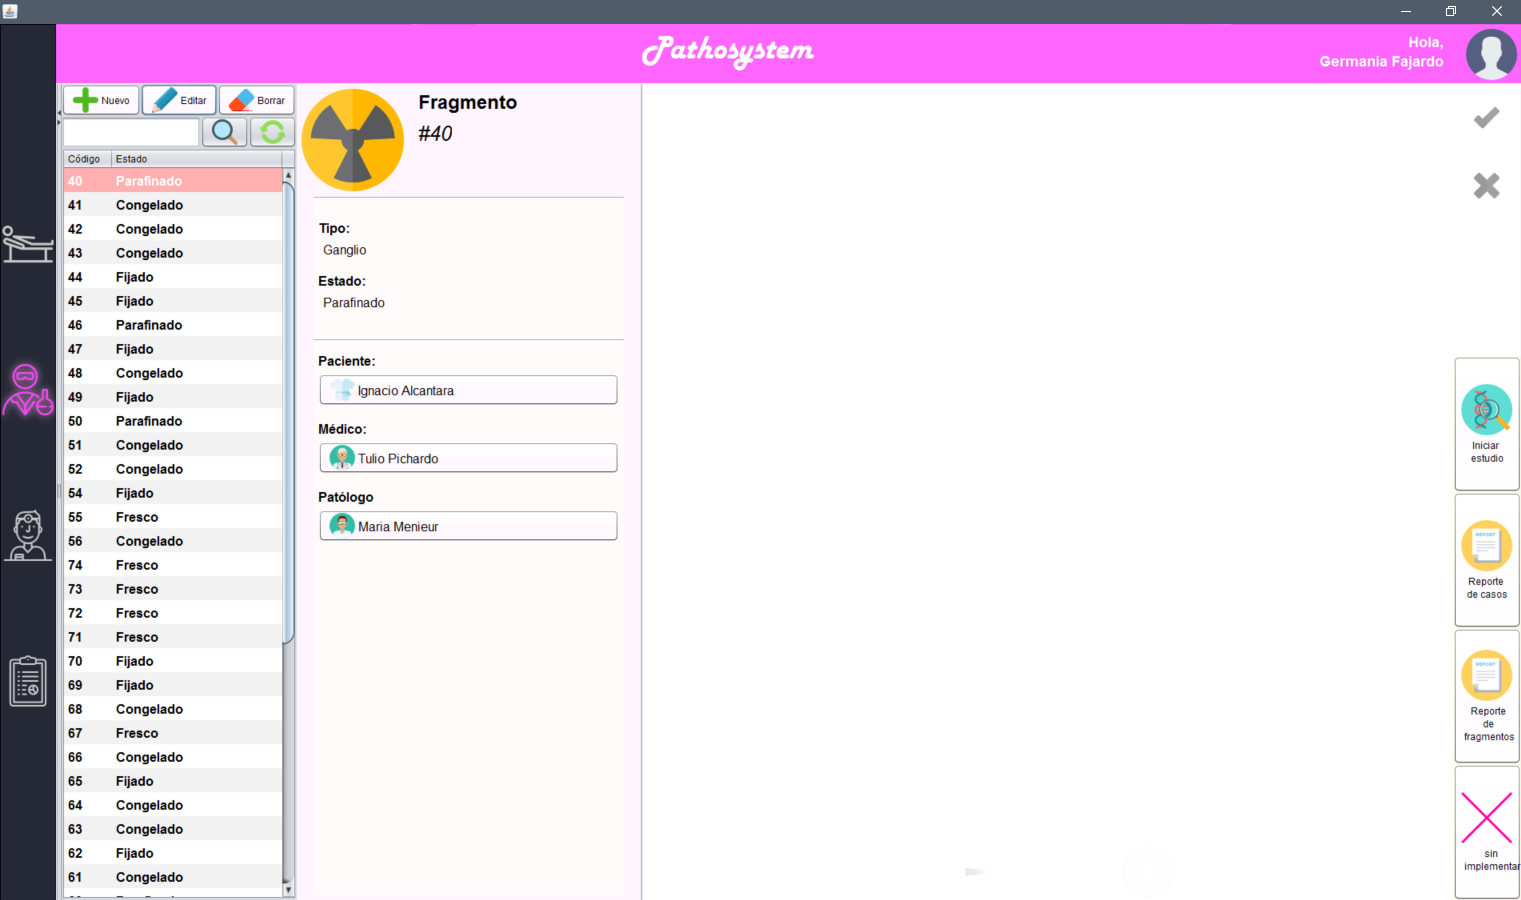 Pathosystem
Hola,
Germania Fajardo
Nuevo
Editar
Borrar
Código Estado
40 Parafinado
41 Congelado
42 Congelado
43 Congelado
44 Fijado
45 Fijado
46 Parafinado
47 Fijado
48 Congelado
49 Fijado
50 Parafinado
51 Congelado
52 Congelado
54 Fijado
55 Fresco
56 Congelado
74 Fresco
73 Fresco
72 Fresco
71 Fresco
70 Fijado
69 Fijado
68 Congelado
67 Fresco
66 Congelado
65 Fijado
64 Congelado
63 Congelado
62 Fijado
61 Congelado
Fragmento
#40
Tipo:
Ganglio
Estado:
Parafinado
Paciente:
Ignacio Alcantara
Médico:
Tulio Pichardo
Patólogo
Maria Menieur
Iniciar
estudio
REPORT
Reporte
de casos
REPORT
Reporte
de
fragmentos
sin
implementar